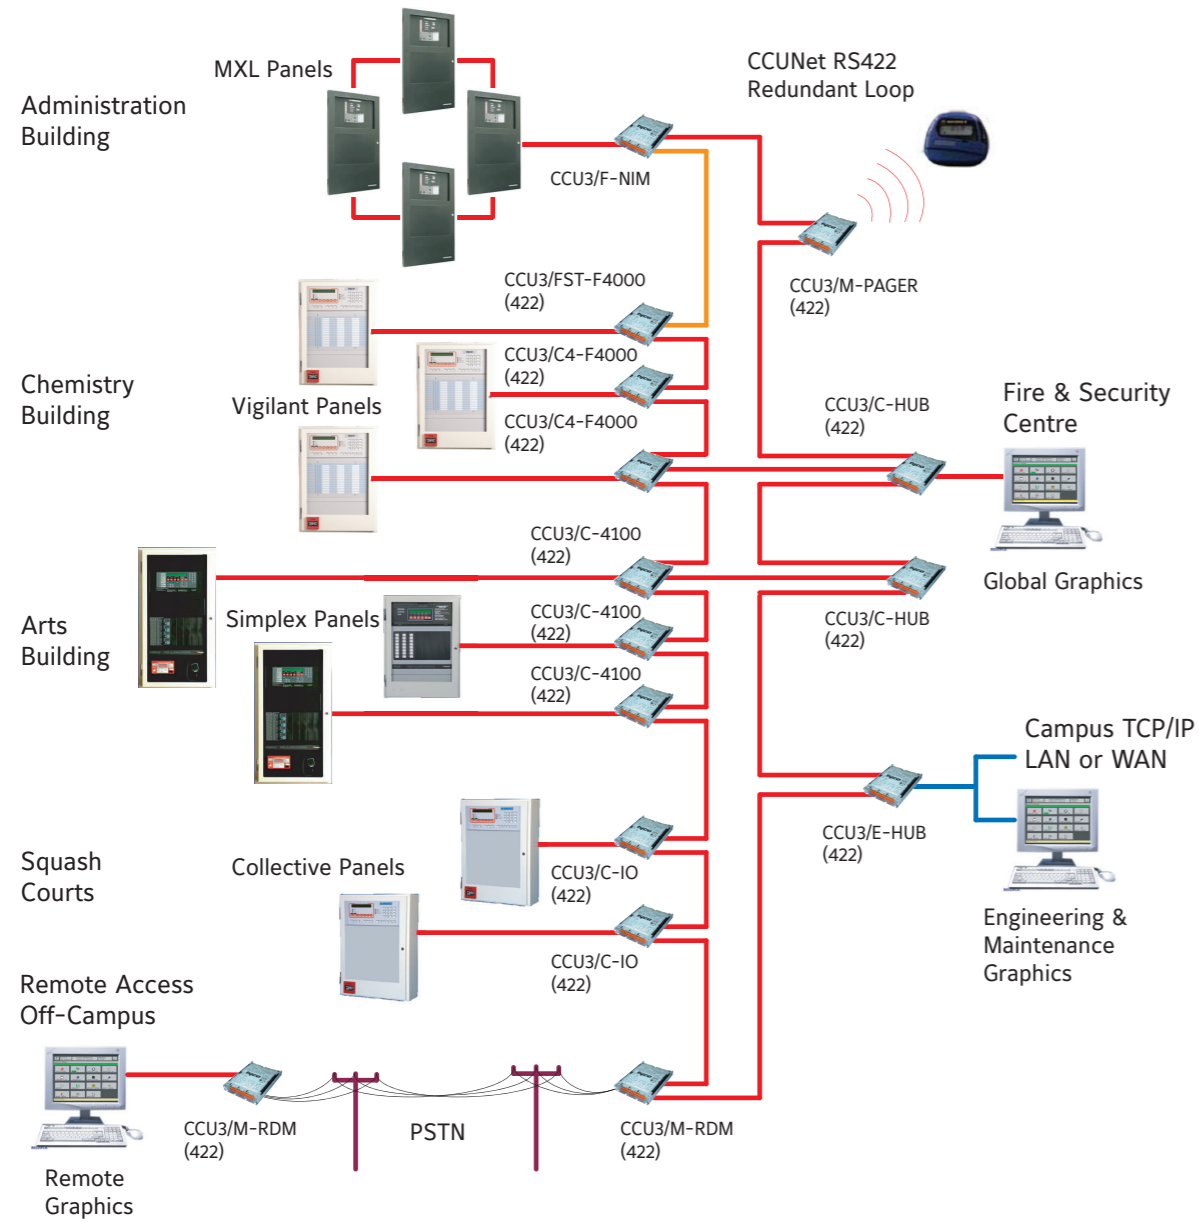 MXL Panels
CCUNet RS422
Redundant Loop
Administration
Building
CCU3/F-NIM
CCU3/M-PAGER
(422)
CCU3/FST-F4000
(422)
CCU3/C4-F4000
(422)
Chemistry
Building
Vigilant Panels
CCU3/C4-F4000
(422)
CCU3/C-HUB
(422)
Fire & Security
Centre
CCU3/C-4100
(422)
Global Graphics
Arts
Building
Simplex Panels
CCU3/C-4100
(422)
CCU3/C-HUB
(422)
CCU3/C-4100
(422)
Campus TCP/IP
LAN or WAN
CCU3/E-HUB
(422)
Squash
Courts
Collective Panels
CCU3/C-IO
(422)
Engineering &
Maintenance
Graphics
CCU3/C-IO
(422)
Remote Access
Off-Campus
CCU3/M-RDM
(422)
PSTN
CCU3/M-RDM
(422)
Remote
Graphics